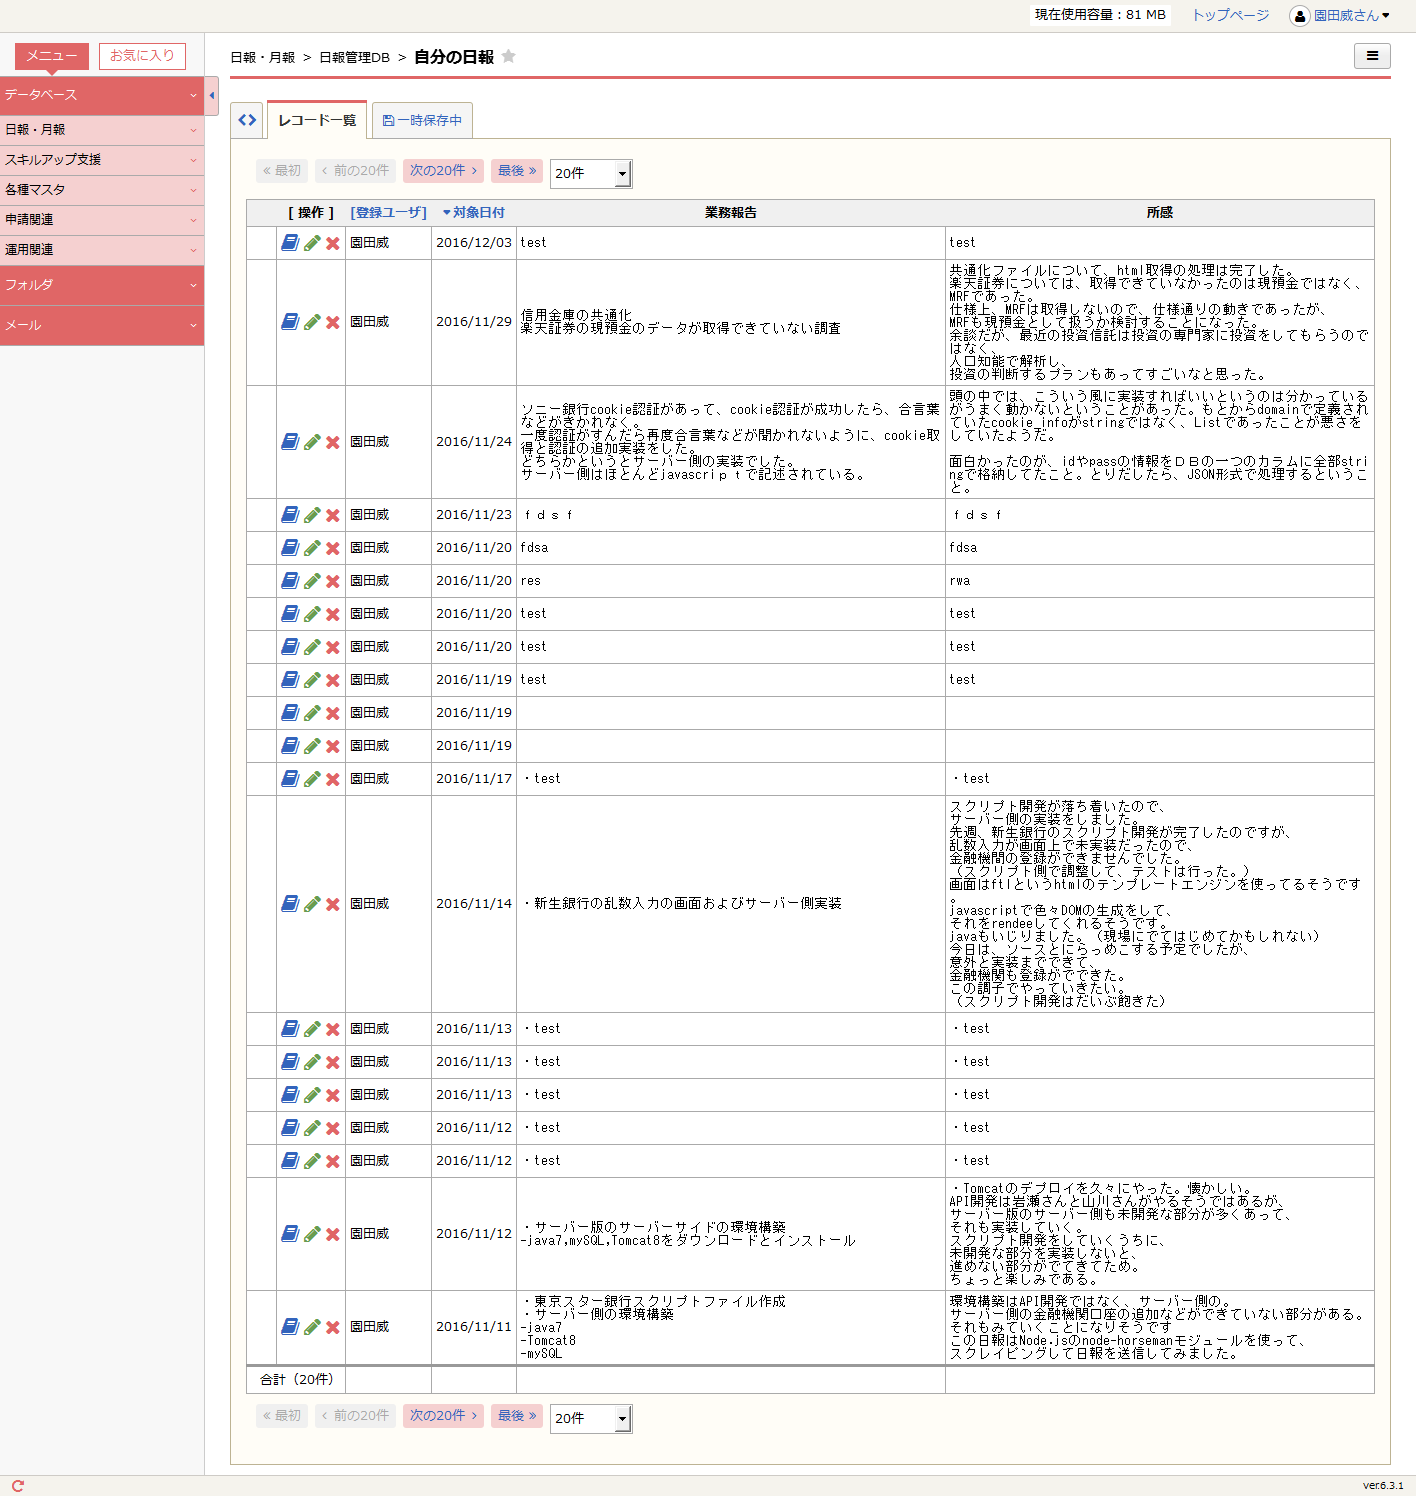 現在使用容量：81 MB トップページ 園田威さん
メニュー お気に入り
日報・月報 > 日報管理DB > 自分の日報
データベース
日報・月報
スキルアップ支援
各種マスタ
申請関連
運用関連
フォルダ
メール
レコード一覧 一時保存中
« 最初 ‹ 前の20件 次の20件 › 最後 » 20件
[ 操作 ] [登録ユーザ] ▼対象日付 業務報告 所感
園田威 2016/12/03 test test
園田威 2016/11/29
信用金庫の共通化
楽天証券の現預金のデータが取得できていない調査
共通化ファイルについて、html取得の処理は完了した。
楽天証券については、取得できていなかったのは現預金ではなく、
MRFであった。
仕様上、MRFは取得しないので、仕様通りの動きであったが、
MRFも現預金として扱うか検討することになった。
余談だが、最近の投資信託は投資の専門家に投資をしてもらうので
はなく、
人口知能で解析し、
投資の判断するプランもあってすごいなと思った。
園田威 2016/11/24
ソニー銀行cookie認証があって、cookie認証が成功したら、合言葉
などがきかれなく。
一度認証がすんだら再度合言葉などが聞かれないように、cookie取
得と認証の追加実装をした。
どちらかというとサーバー側の実装でした。
サーバー側はほとんどjavascriｐｔで記述されている。
頭の中では、こういう風に実装すればいいというのは分かっている
がうまく動かないということがあった。もとからdomainで定義され
ていたcookie_infoがstringではなく、Listであったことが悪さを
していたようだ。
面白かったのが、idやpassの情報をＤＢの一つのカラムに全部stri
ngで格納してたこと。とりだしたら、JSON形式で処理するというこ
と。
園田威 2016/11/23 ｆｄｓｆ ｆｄｓｆ
園田威 2016/11/20 fdsa fdsa
園田威 2016/11/20 res rwa
園田威 2016/11/20 test test
園田威 2016/11/20 test test
園田威 2016/11/19 test test
園田威 2016/11/19
園田威 2016/11/19
園田威 2016/11/17 ・test ・test
園田威 2016/11/14 ・新生銀行の乱数入力の画面およびサーバー側実装
スクリプト開発が落ち着いたので、
サーバー側の実装をしました。
先週、新生銀行のスクリプト開発が完了したのですが、
乱数入力が画面上で未実装だったので、
金融機間の登録ができませんでした。
（スクリプト側で調整して、テストは行った。）
画面はftlというhtmlのテンプレートエンジンを使ってるそうです
。
javascriptで色々DOMの生成をして、
それをrendeeしてくれるそうです。
javaもいじりました。（現場にでてはじめてかもしれない）
今日は、ソースとにらっめこする予定でしたが、
意外と実装まででてきて、
金融機関も登録がでできた。
この調子でやっていきたい。
（スクリプト開発はだいぶ飽きた）
園田威 2016/11/13 ・test ・test
園田威 2016/11/13 ・test ・test
園田威 2016/11/13 ・test ・test
園田威 2016/11/12 ・test ・test
園田威 2016/11/12 ・test ・test
園田威 2016/11/12
・サーバー版のサーバーサイドの環境構築
-java7,mySQL,Tomcat8をダウンロードとインストール
・Tomcatのデプロイを久々にやった。懐かしい。
API開発は岩瀬さんと山川さんがやるそうではあるが、
サーバー版のサーバー側も未開発な部分が多くあって、
それも実装していく。
スクリプト開発をしていくうちに、
未開発な部分を実装しないと、
進めない部分がでてきてため。
ちょっと楽しみである。
園田威 2016/11/11
・東京スター銀行スクリプトファイル作成
・サーバー側の環境構築
-java7
-Tomcat8
-mySQL
環境構築はAPI開発ではなく、サーバー側の。
サーバー側の金融機関口座の追加などができていない部分がある。
それもみていくことになりそうです
この日報はNode.jsのnode-horsemanモジュールを使って、
スクレイピングして日報を送信してみました。
合計（20件）
« 最初 ‹ 前の20件 次の20件 › 最後 » 20件
ver.6.3.1